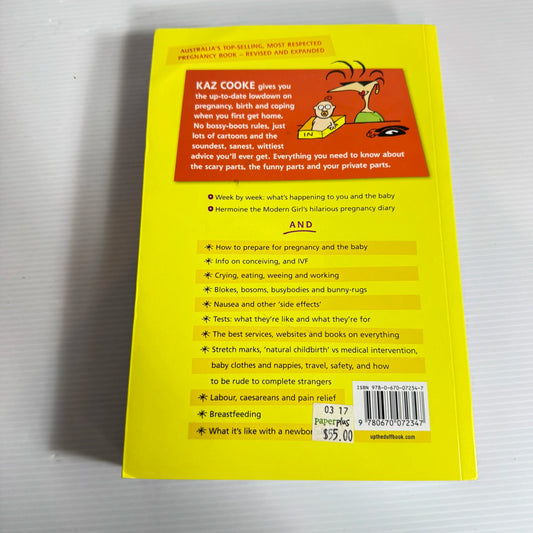 AUSTRALIA'S TOP-SELLING, MOST RESPECTED
PREGNANCY BOOK – REVISED AND EXPANDED
KAZ COOKE gives you
the up-to-date lowdown on
pregnancy, birth and coping
when you first get home.
No bossy-boots rules, just
lots of cartoons and the
soundest, sanest, wittiest
advice you'll ever get. Everything you need to know about
the scary parts, the funny parts and your private parts.
IN
Week by week: what's happening to you and the baby
Hermoine the Modern Girl's hilarious pregnancy diary
AND
How to prepare for pregnancy and the baby
Info on conceiving, and IVF
Crying, eating, weeing and working
Blokes, bosoms, busybodies and bunny-rugs
Nausea and other 'side effects'
Tests: what they're like and what they're for
The best services, websites and books on everything
Stretch marks, 'natural childbirth' vs medical intervention,
baby clothes and nappies, travel, safety, and how
to be rude to complete strangers
Labour, caesareans and pain relief
Breastfeeding
What it's like with a newborn
03 17
paperplus
$55.00
ISBN 978-0-670-07234-7
9 780670 072347
uptheduffbook.com